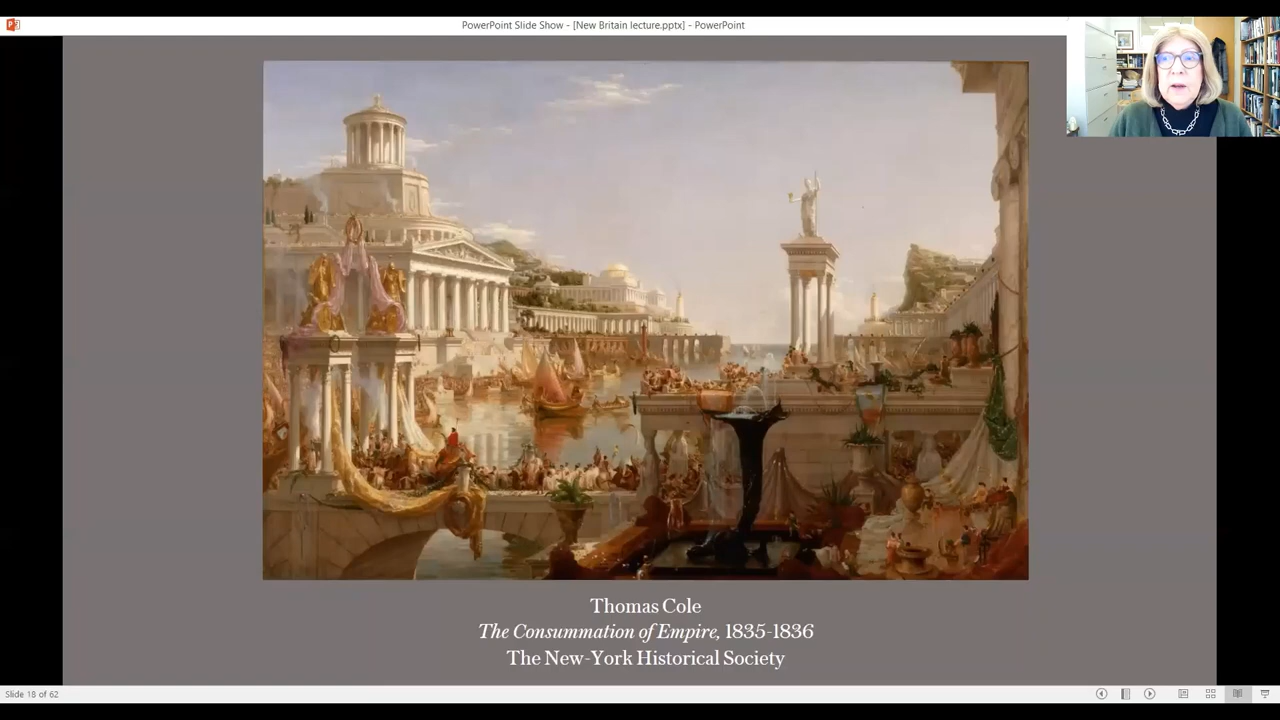 PowerPoint Slide Show - [New Britain lecture.pptx] - PowerPoint
Thomas Cole
The Consummation of Empire, 1835-1836
The New-York Historical Society
Slide 18 of 62